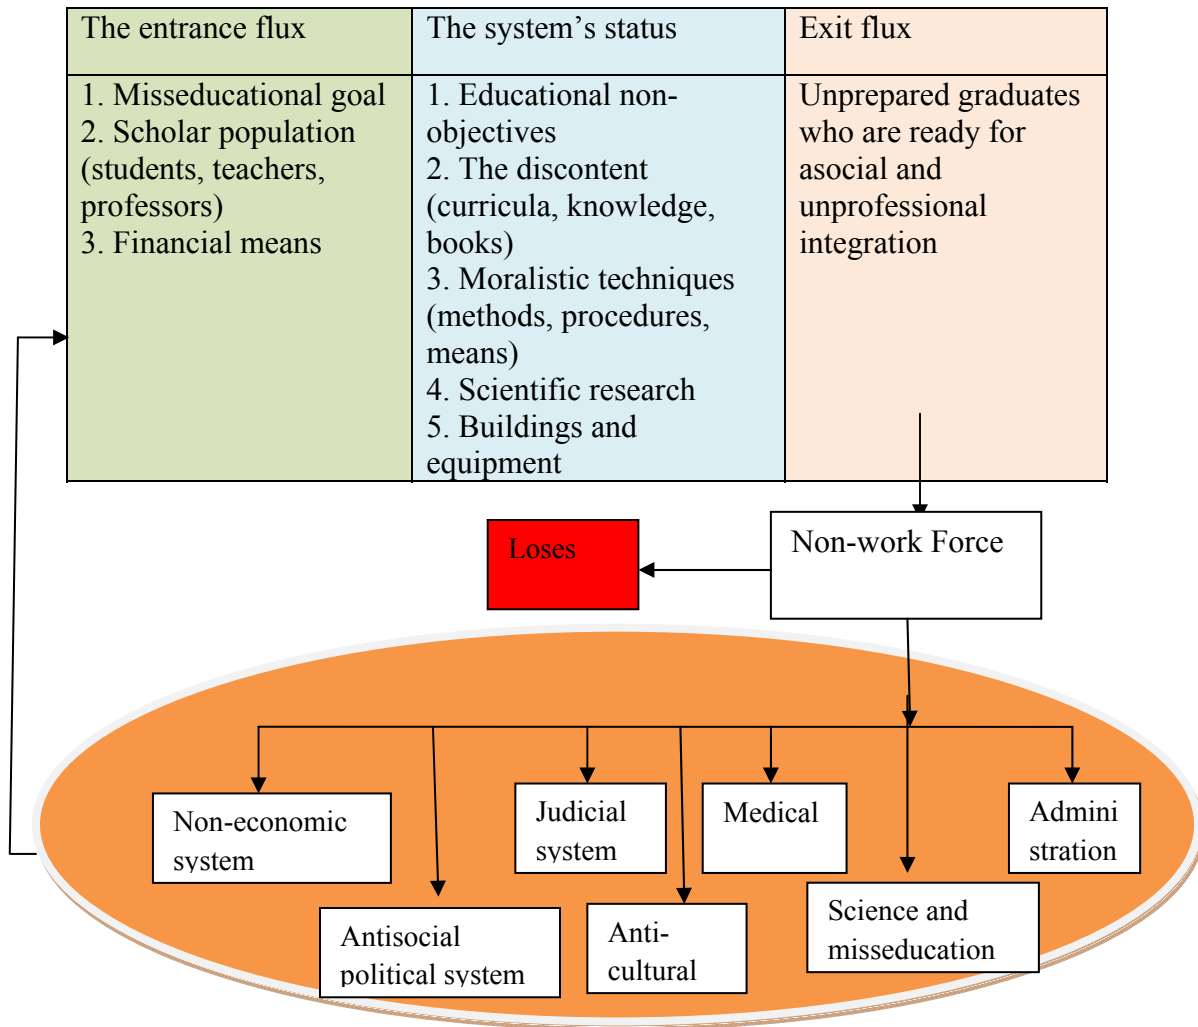 The entrance flux
The system’s status
Exit flux
1. Misseducational goal
2. Scholar population
(students, teachers,
professors)
3. Financial means
1. Educational non-
objectives
2. The discontent
(curricula, knowledge,
books)
3. Moralistic techniques
(methods, procedures,
means)
4. Scientific research
5. Buildings and
equipment
Unprepared graduates
who are ready for
asocial and
unprofessional
integration
Loses
Non-work Force
Non-economic
system
Judicial
system
Medical
Admini
stration
Antisocial
political system
Anti-
cultural
Science and
misseducation